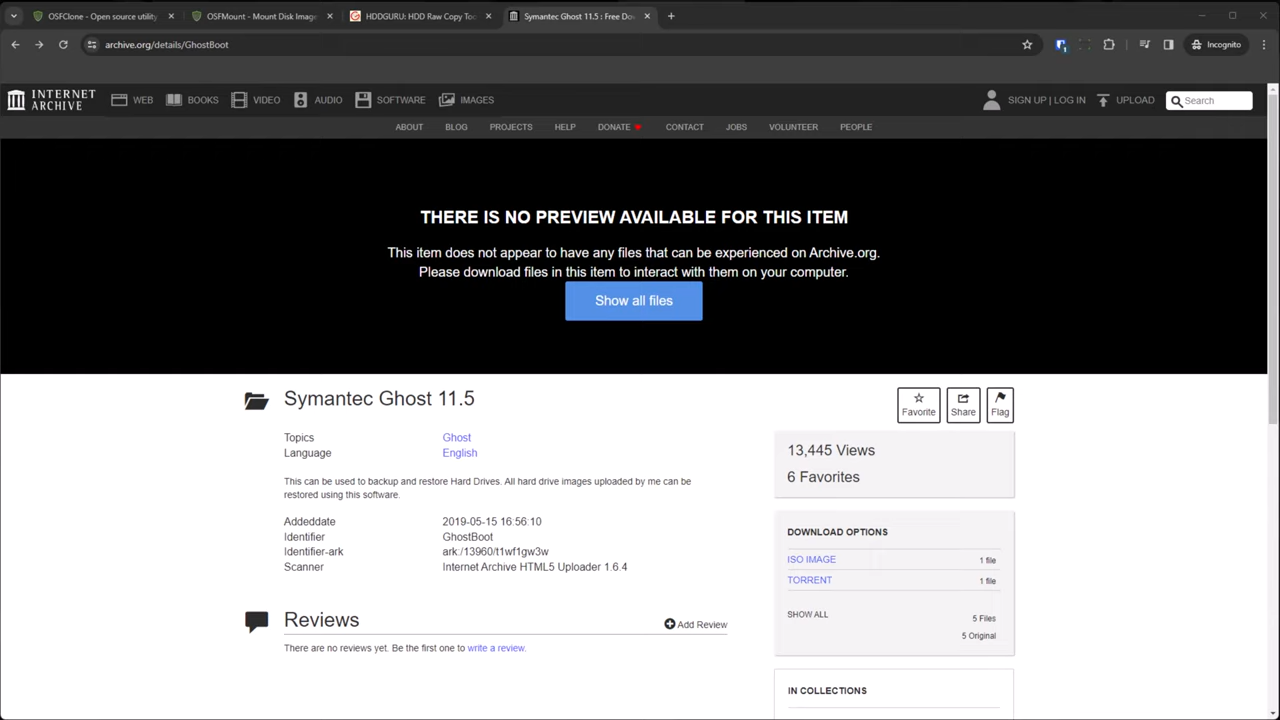 OSFClone - Open source utility
OSFMount - Mount Disk Image
HDDGURU: HDD Raw Copy Too
Symantec Ghost 11.5 : Free Do
archive.org/details/GhostBoot
Incognito
INTERNET ARCHIVE
WEB
BOOKS
VIDEO
AUDIO
SOFTWARE
IMAGES
SIGN UP | LOG IN
UPLOAD
Search
ABOUT
BLOG
PROJECTS
HELP
DONATE
CONTACT
JOBS
VOLUNTEER
PEOPLE
THERE IS NO PREVIEW AVAILABLE FOR THIS ITEM
This item does not appear to have any files that can be experienced on Archive.org.
Please download files in this item to interact with them on your computer.
Show all files
Symantec Ghost 11.5
Favorite
Share
Flag
Topics Ghost
Language English
This can be used to backup and restore Hard Drives. All hard drive images uploaded by me can be
restored using this software.
Addeddate 2019-05-15 16:56:10
Identifier GhostBoot
Identifier-ark ark:/13960/t1wf1gw3w
Scanner Internet Archive HTML5 Uploader 1.6.4
Reviews
Add Review
There are no reviews yet. Be the first one to write a review.
13,445 Views
6 Favorites
DOWNLOAD OPTIONS
ISO IMAGE 1 file
TORRENT 1 file
SHOW ALL 5 Files
5 Original
IN COLLECTIONS